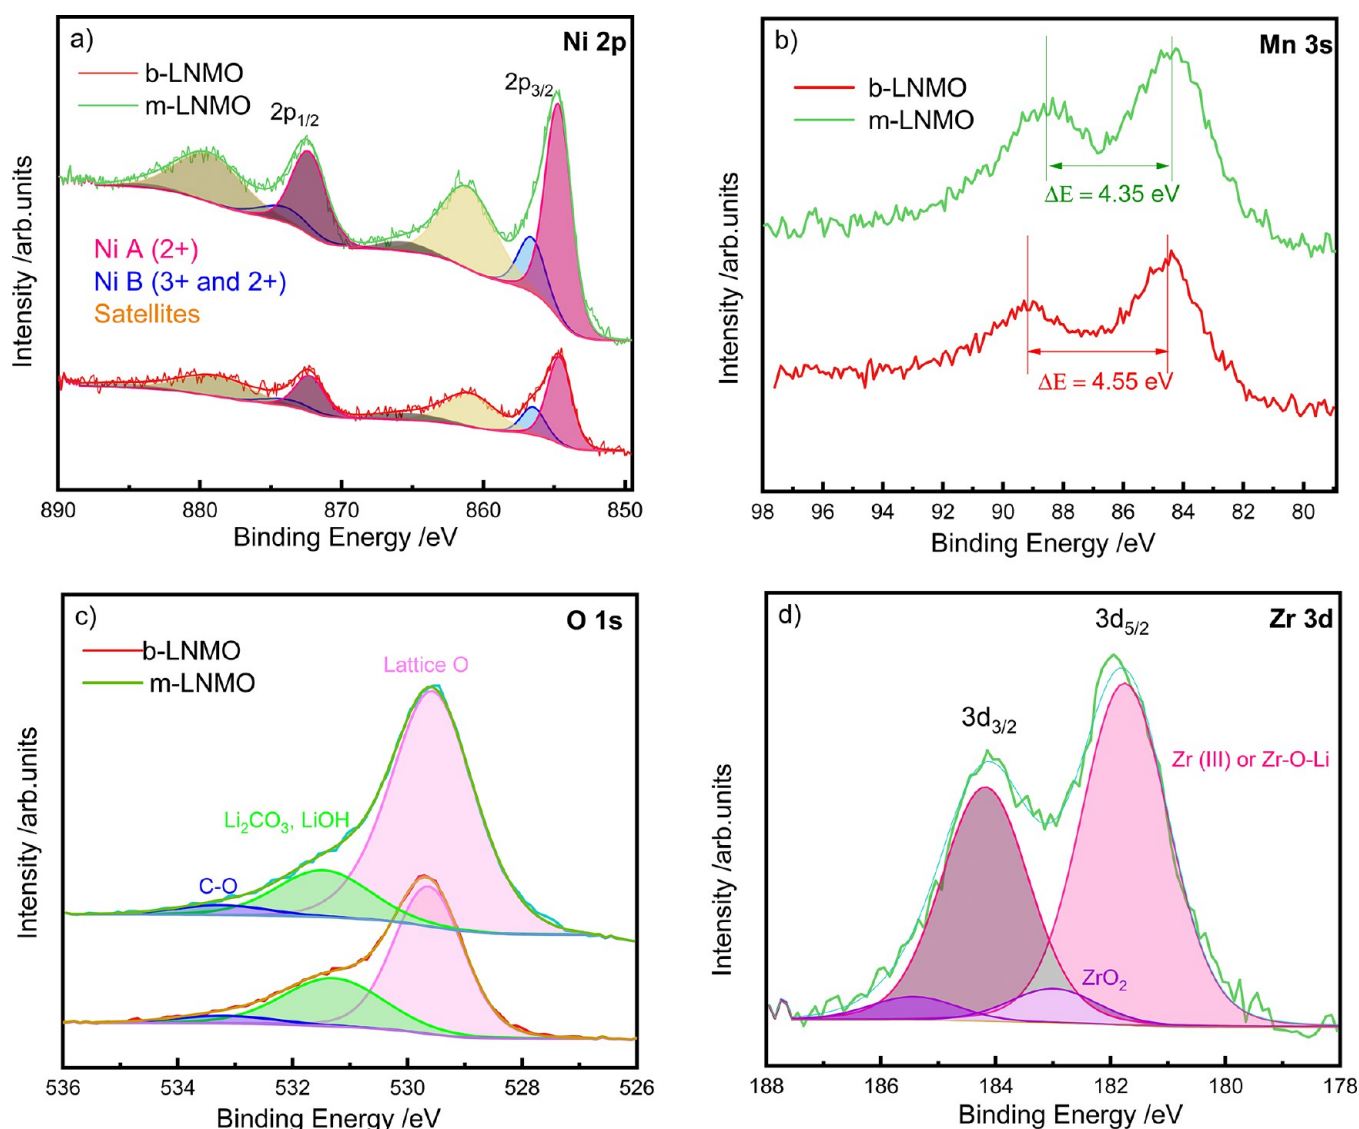 a)
Ni 2p
b-LNMO
m-LNMO
2p3/2
2p1/2
Ni A (2+)
Ni B (3+ and 2+)
Satellites
Intensity /arb.units
890 880 870 860 850
Binding Energy /eV
b)
Mn 3s
b-LNMO
m-LNMO
ΔE = 4.35 eV
ΔE = 4.55 eV
Intensity /arb.units
98 96 94 92 90 88 86 84 82 80
Binding Energy /eV
c)
O 1s
b-LNMO
m-LNMO
Lattice O
Li2CO3, LiOH
C-O
Intensity /arb.units
536 534 532 530 528 526
Binding Energy /eV
d)
Zr 3d
3d5/2
3d3/2
Zr (III) or Zr-O-Li
ZrO2
Intensity /arb.units
188 186 184 182 180 178
Binding Energy /eV